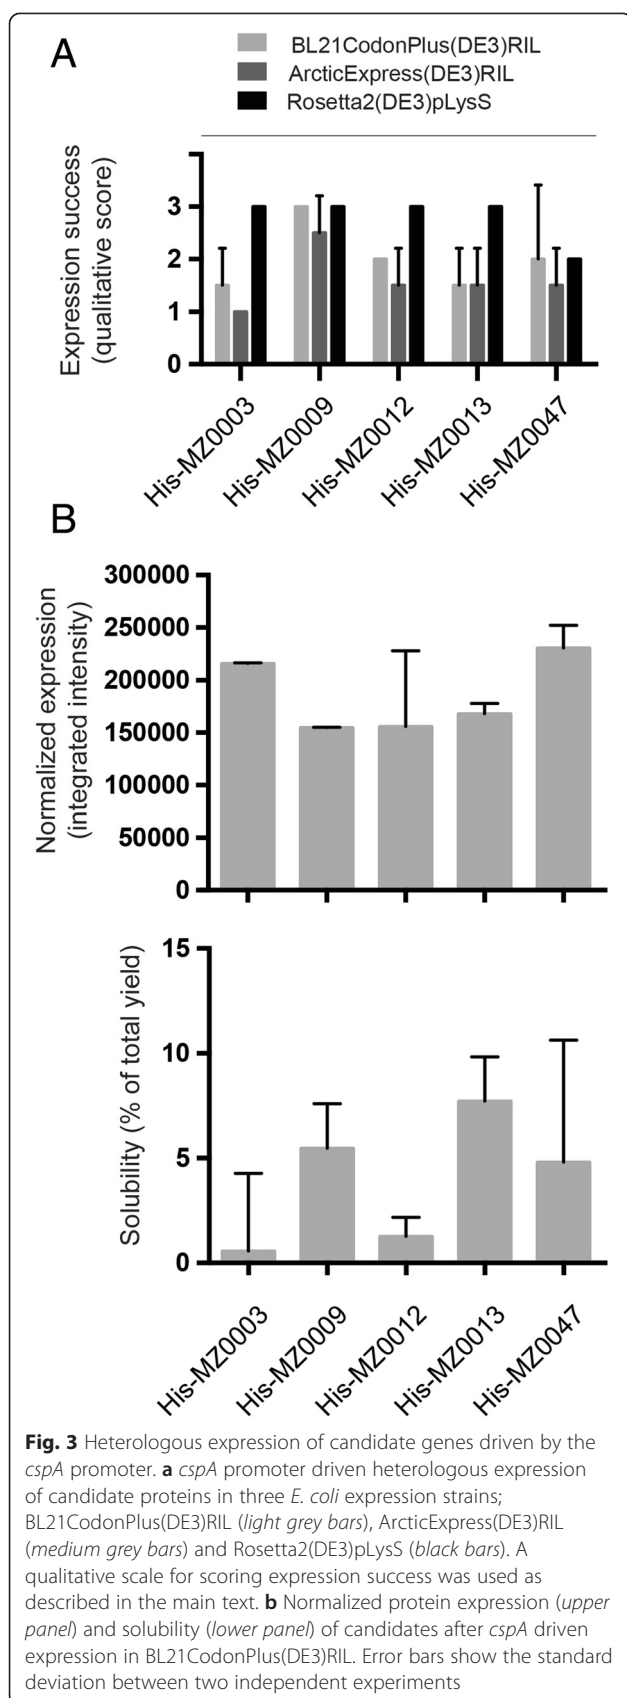 A
BL21CodonPlus(DE3)RIL
ArcticExpress(DE3)RIL
Rosetta2(DE3)pLysS
Expression success
(qualitative score)
3
2
1
0
His-MZ0003
His-MZ0009
His-MZ0012
His-MZ0013
His-MZ0047
B
Normalized expression
(integrated intensity)
300000
250000
200000
150000
100000
50000
0
Solubility (% of total yield)
15
10
5
0
His-MZ0003
His-MZ0009
His-MZ0012
His-MZ0013
His-MZ0047
Fig. 3 Heterologous expression of candidate genes driven by the
cspA promoter. a cspA promoter driven heterologous expression
of candidate proteins in three E. coli expression strains;
BL21CodonPlus(DE3)RIL (light grey bars), ArcticExpress(DE3)RIL
(medium grey bars) and Rosetta2(DE3)pLysS (black bars). A
qualitative scale for scoring expression success was used as
described in the main text. b Normalized protein expression (upper
panel) and solubility (lower panel) of candidates after cspA driven
expression in BL21CodonPlus(DE3)RIL. Error bars show the standard
deviation between two independent experiments